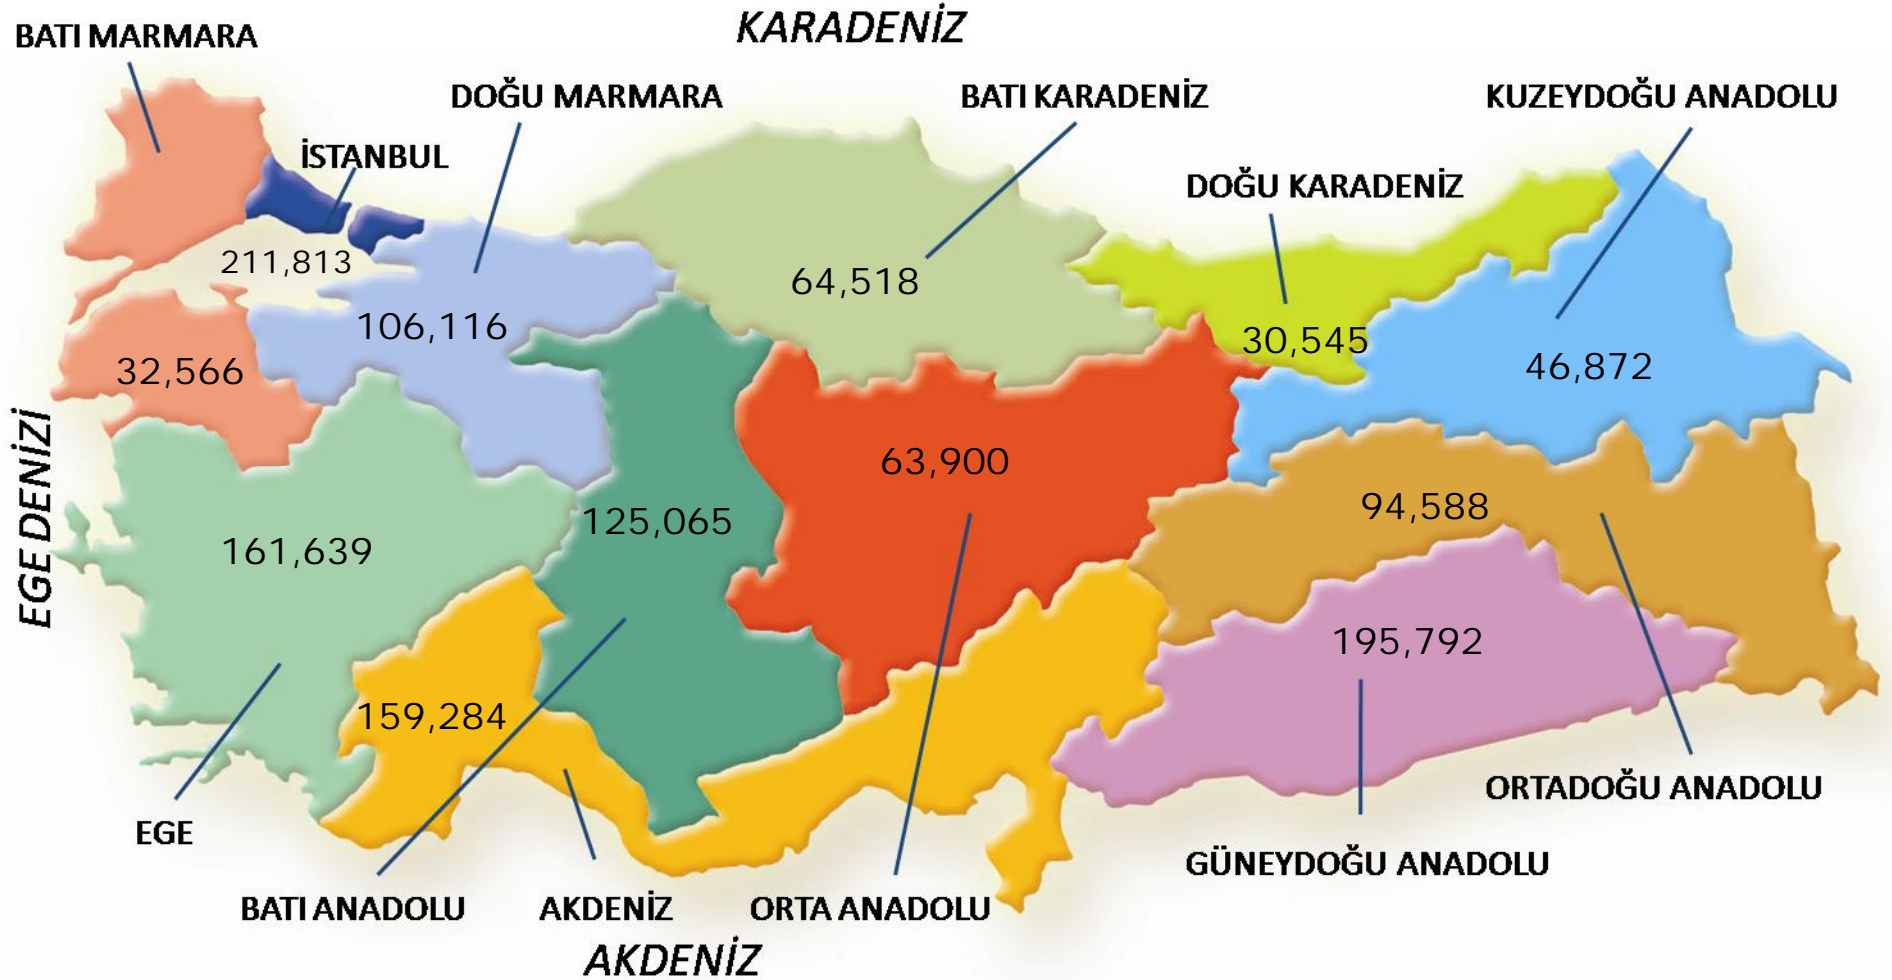 KARADENİZ
BATI MARMARA
DOĞU MARMARA
BATI KARADENİZ
KUZEYDOĞU ANADOLU
İSTANBUL
DOĞU KARADENİZ
211,813
64,518
106,116
30,545
32,566
46,872
EGE DENİZİ
63,900
94,588
125,065
161,639
195,792
159,284
ORTADOĞU ANADOLU
EGE
GÜNEYDOĞU ANADOLU
BATI ANADOLU
AKDENİZ
ORTA ANADOLU
AKDENİZ